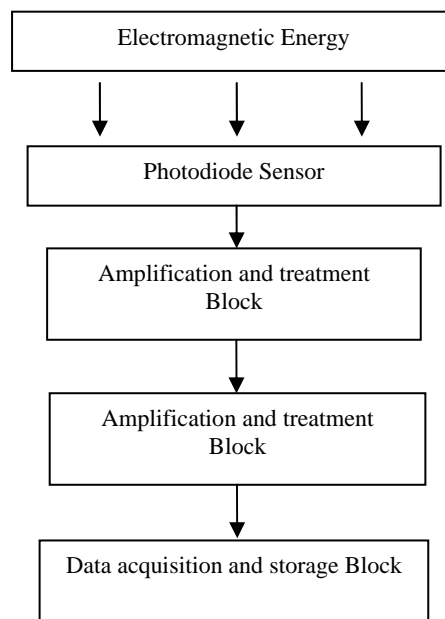 Electromagnetic Energy
Photodiode Sensor
Amplification and treatment
Block
Amplification and treatment
Block
Data acquisition and storage Block